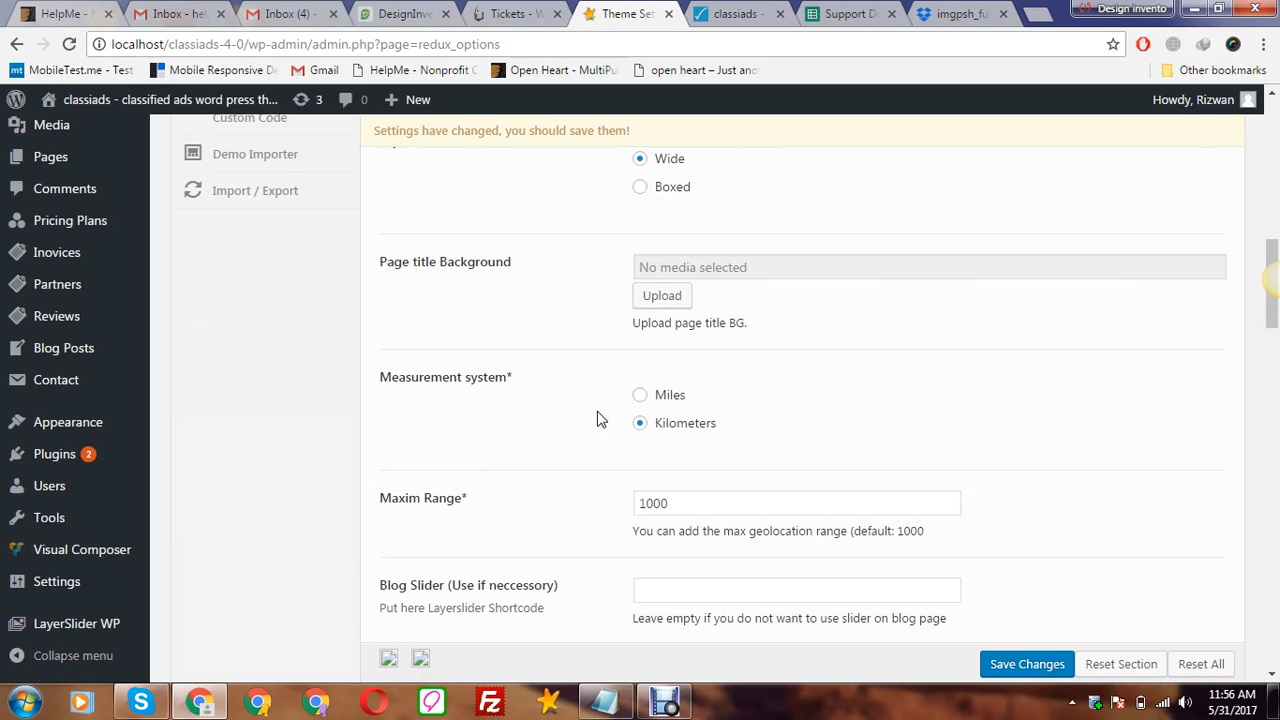 HelpMe -
Inbox - hel
Inbox (4) -
DesignInve
Tickets -
Theme Set
classiads -
Support D
imgpsh_ful
Design invento
localhost/classiads-4-0/wp-admin/admin.php?page=redux_options
mt MobileTest.me - Test
Mobile Responsive De
Gmail
HelpMe - Nonprofit C
Open Heart - MultiPu
open heart – Just ano
Other bookmarks
classiads - classified ads word press th...
3
0
New
Howdy, Rizwan
Media
Pages
Comments
Pricing Plans
Inovices
Partners
Reviews
Blog Posts
Contact
Appearance
Plugins 2
Users
Tools
Visual Composer
Settings
LayerSlider WP
Collapse menu
Custom Code
Demo Importer
Import / Export
Settings have changed, you should save them!
Wide
Boxed
Page title Background
No media selected
Upload
Upload page title BG.
Measurement system*
Miles
Kilometers
Maxim Range*
1000
You can add the max geolocation range (default: 1000
Blog Slider (Use if neccessory)
Put here Layerslider Shortcode
Leave empty if you do not want to use slider on blog page
Save Changes
Reset Section
Reset All
11:56 AM
5/31/2017